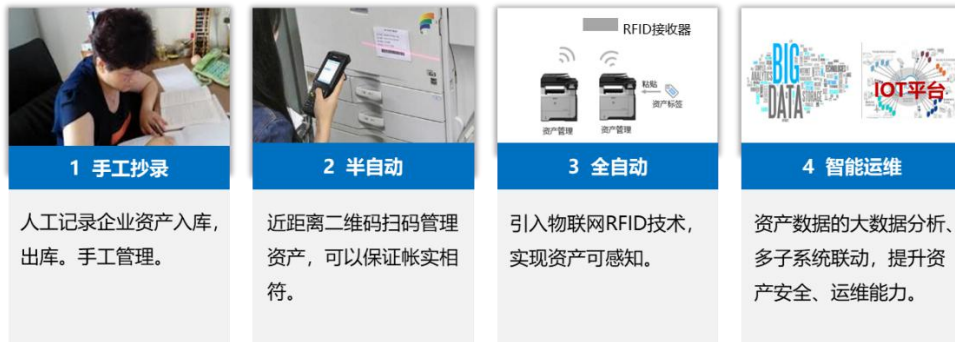 RFID接收器
粘贴
资产标签
资产管理
资产管理
BIG
DATA
ANALYTICS
TECHNOLOGIES
STORAGE
IOT平台
1 手工抄录
2 半自动
3 全自动
4 智能运维
人工记录企业资产入库，
出库。手工管理。
近距离二维码扫码管理
资产，可以保证帐实相
符。
引入物联网RFID技术，
实现资产可感知。
资产数据的大数据分析、
多子系统联动，提升资
产安全、运维能力。